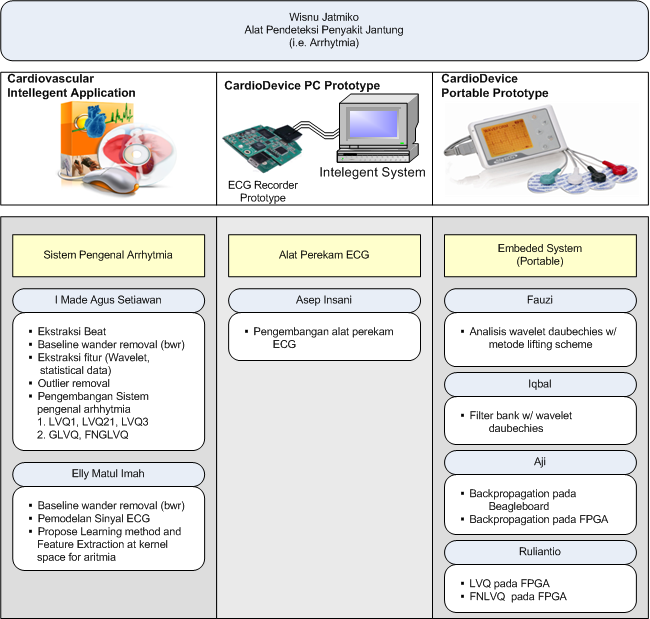 Wisnu Jatmiko
Alat Pendeteksi Penyakit Jantung
(i.e. Arrhytmia)
Cardiovascular
Intellegent Application
CardioDevice PC Prototype
ECG Recorder
Prototype
Intelegent System
CardioDevice
Portable Prototype
Sistem Pengenal Arrhytmia
I Made Agus Setiawan
▪ Ekstraksi Beat
▪ Baseline wander removal (bwr)
▪ Ekstraksi fitur (Wavelet,
statistical data)
▪ Outlier removal
▪ Pengembangan Sistem
pengenal arhhytmia
1. LVQ1, LVQ21, LVQ3
2. GLVQ, FNGLVQ
Elly Matul Imah
▪ Baseline wander removal (bwr)
▪ Pemodelan Sinyal ECG
▪ Propose Learning method and
Feature Extraction at kernel
space for aritmia
Alat Perekam ECG
Asep Insani
▪ Pengembangan alat perekam
ECG
Embeded System
(Portable)
Fauzi
▪ Analisis wavelet daubechies w/
metode lifting scheme
Iqbal
▪ Filter bank w/ wavelet
daubechies
Aji
▪ Backpropagation pada
Beagleboard
▪ Backpropagation pada FPGA
Ruliantio
▪ LVQ pada FPGA
▪ FNLVQ pada FPGA